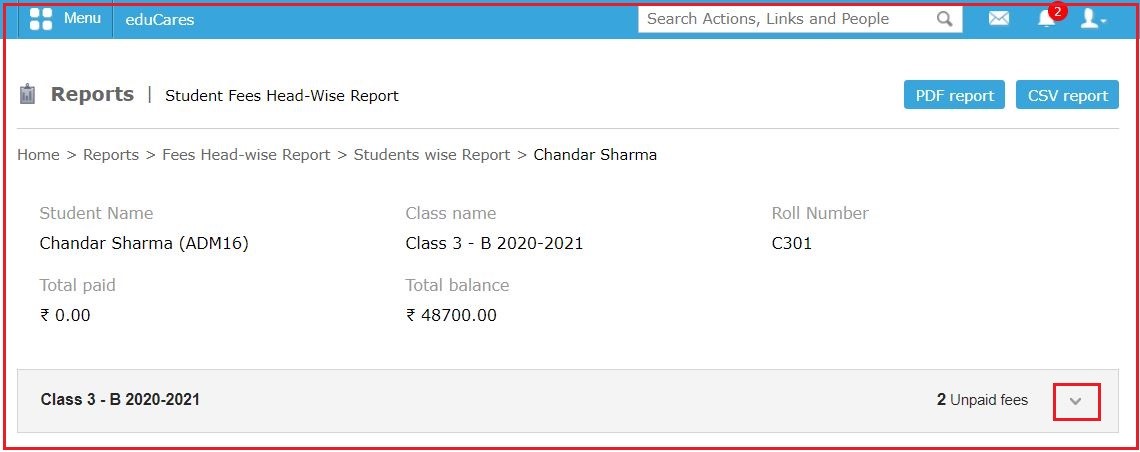 Menu eduCares Search Actions, Links and People 2
Reports | Student Fees Head-Wise Report PDF report CSV report
Home > Reports > Fees Head-wise Report > Students wise Report > Chandar Sharma
Student Name Class name Roll Number
Chandar Sharma (ADM16) Class 3 - B 2020-2021 C301
Total paid Total balance
₹ 0.00 ₹ 48700.00
Class 3 - B 2020-2021 2 Unpaid fees